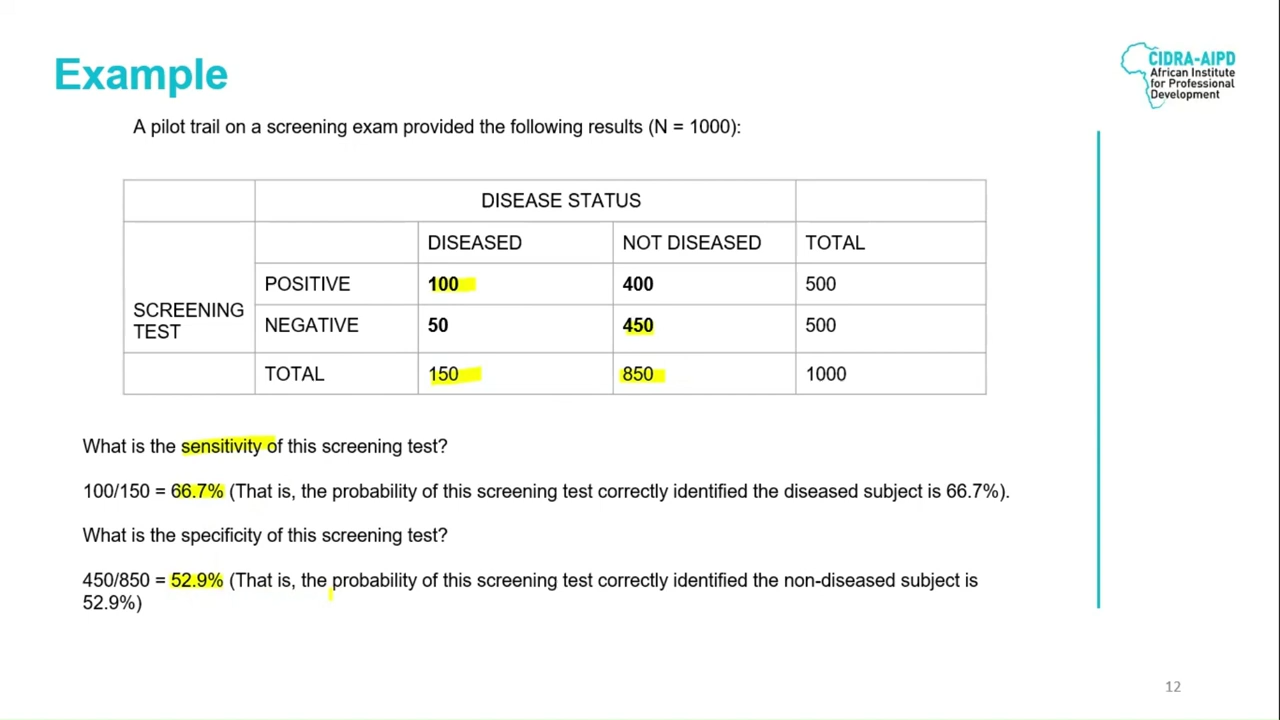 Example
CIDRA-AIPD
African Institute
for Professional
Development
A pilot trail on a screening exam provided the following results (N = 1000):
DISEASE STATUS
DISEASED NOT DISEASED TOTAL
POSITIVE 100 400 500
SCREENING
TEST
NEGATIVE 50 450 500
TOTAL 150 850 1000
What is the sensitivity of this screening test?
100/150 = 66.7% (That is, the probability of this screening test correctly identified the diseased subject is 66.7%).
What is the specificity of this screening test?
450/850 = 52.9% (That is, the probability of this screening test correctly identified the non-diseased subject is
52.9%)
12